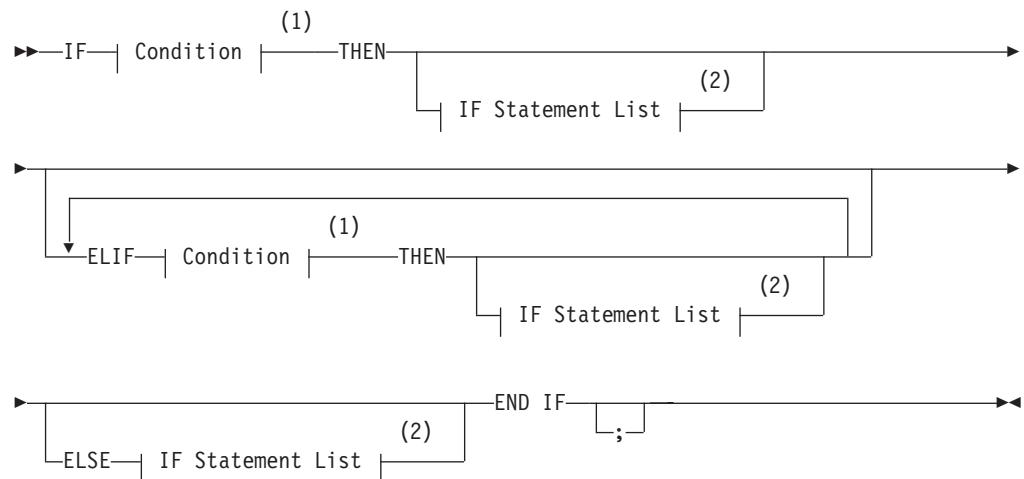 (1)
IF Condition THEN
(2)
IF Statement List
(1)
ELIF Condition THEN
(2)
IF Statement List
END IF
;
(2)
ELSE IF Statement List